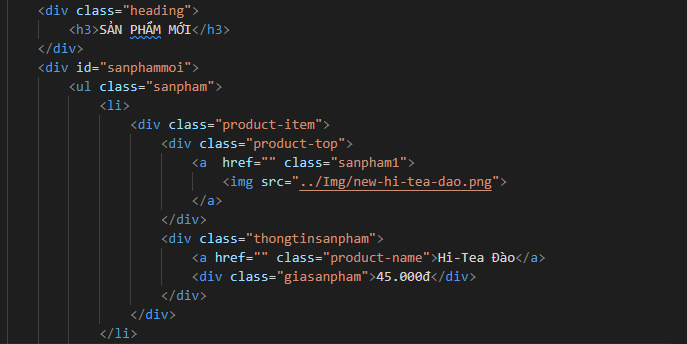 <div class="heading">
<h3>SẢN PHẨM MỚI</h3>
</div>
<div id="sanphammoi">
<ul class="sanpham">
<li>
<div class="product-item">
<div class="product-top">
<a  href="" class="sanpham1">
<img src="../Img/new-hi-tea-dao.png">
</a>
</div>
<div class="thongtinsanpham">
<a href="" class="product-name">Hi-Tea Đào</a>
<div class="giasanpham">45.000đ</div>
</div>
</div>
</li>